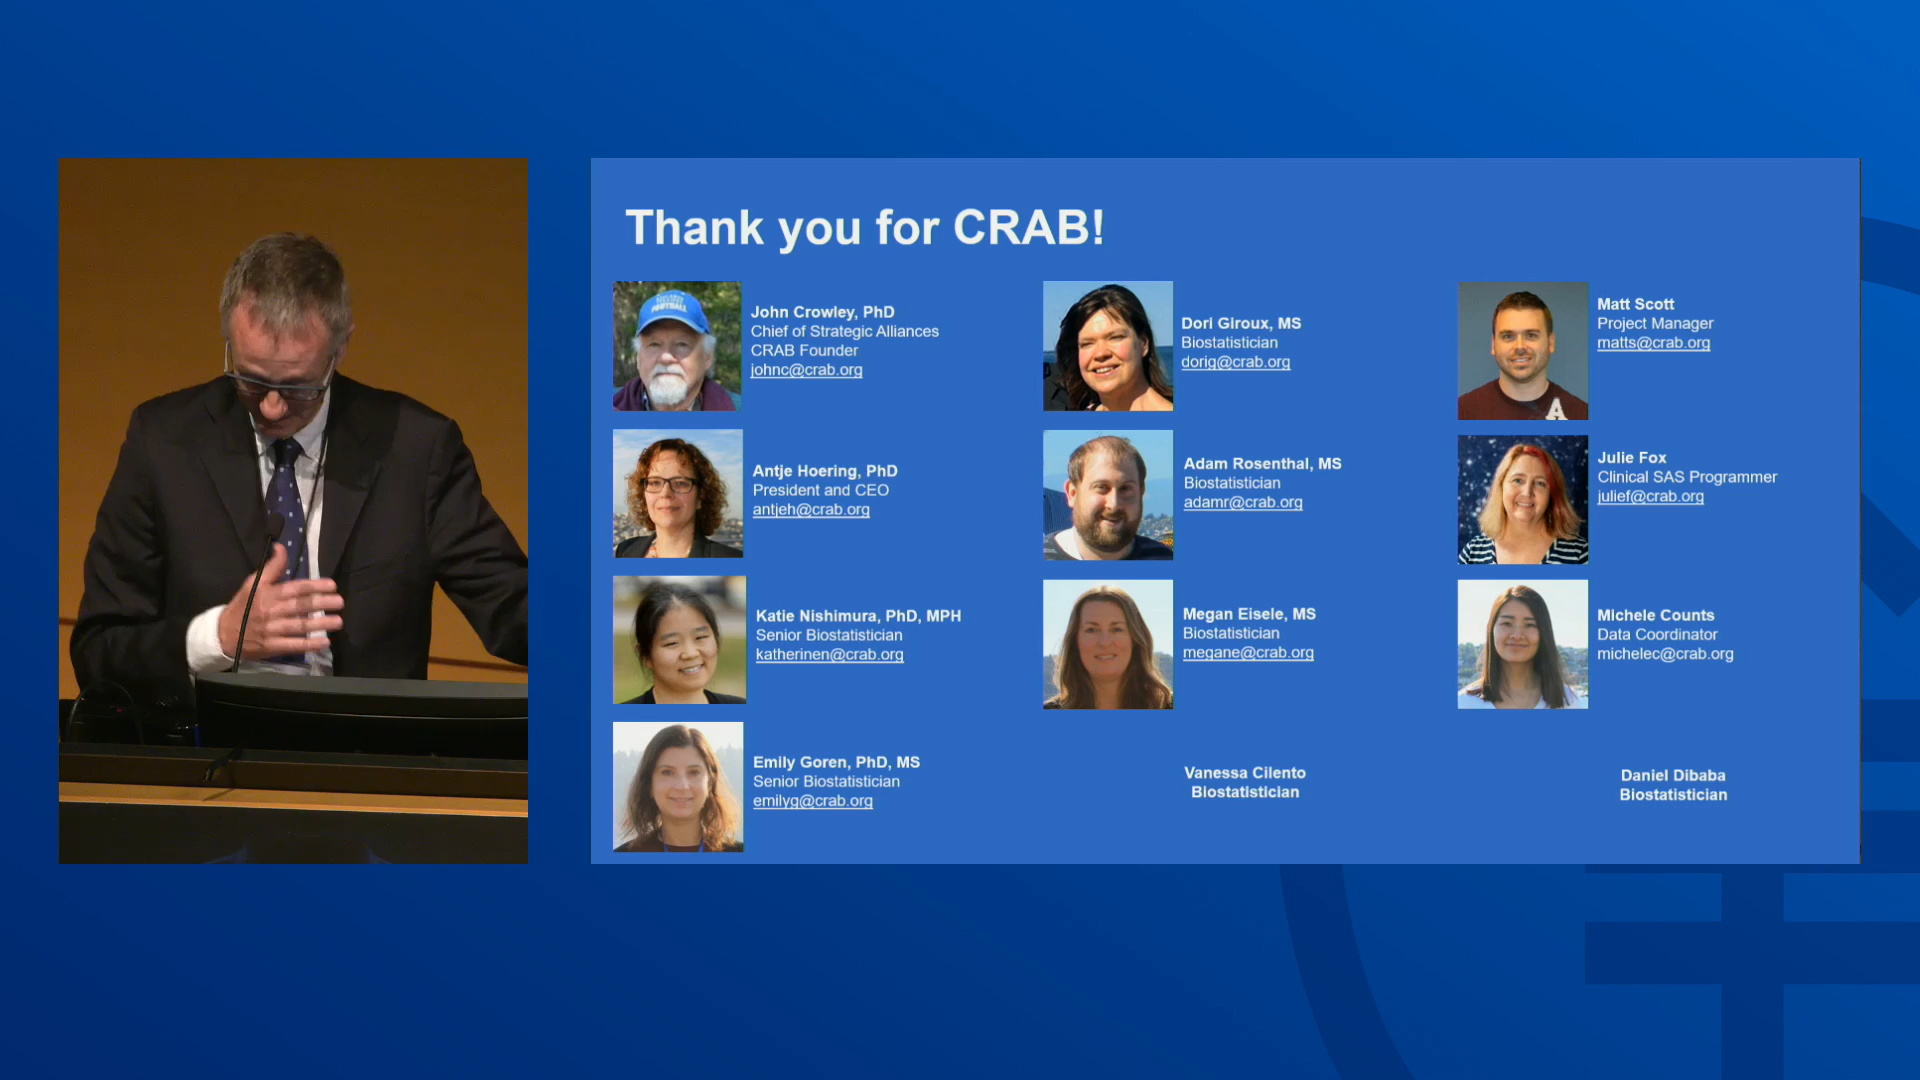 Thank you for CRAB!
FOOTBALL
John Crowley, PhD
Chief of Strategic Alliances
CRAB Founder
johnc@crab.org
Antje Hoering, PhD
President and CEO
antjeh@crab.org
Katie Nishimura, PhD, MPH
Senior Biostatistician
katherinen@crab.org
Emily Goren, PhD, MS
Senior Biostatistician
emilyg@crab.org
Dori Giroux, MS
Biostatistician
dorig@crab.org
Adam Rosenthal, MS
Biostatistician
adamr@crab.org
Megan Eisele, MS
Biostatistician
megane@crab.org
Vanessa Cilento
Biostatistician
Matt Scott
Project Manager
matts@crab.org
A
Julie Fox
Clinical SAS Programmer
julief@crab.org
Michele Counts
Data Coordinator
michelec@crab.org
Daniel Dibaba
Biostatistician